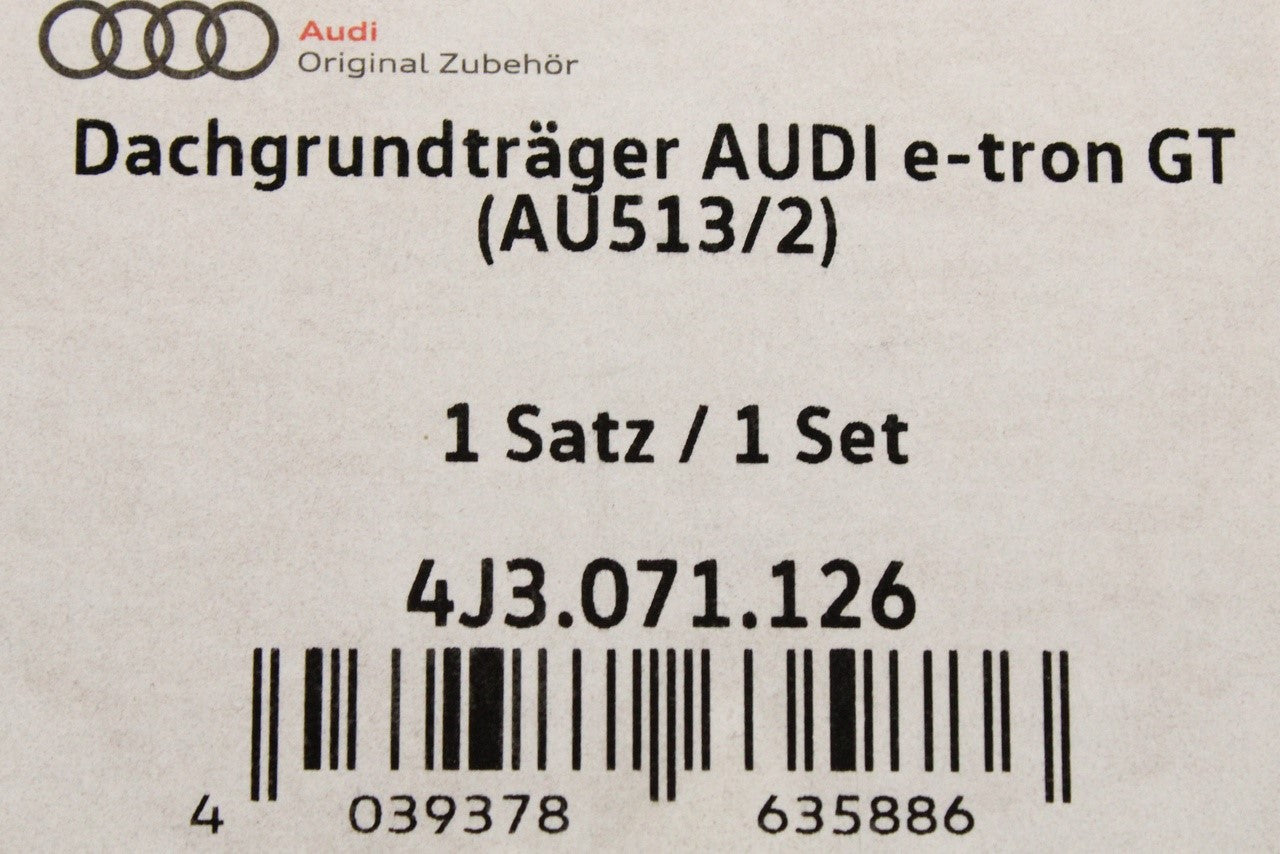 Audi
Original Zubehör
Dachgrundträger AUDI e-tron GT
(AU513/2)
1 Satz / 1 Set
4J3.071.126
4 039378 635886